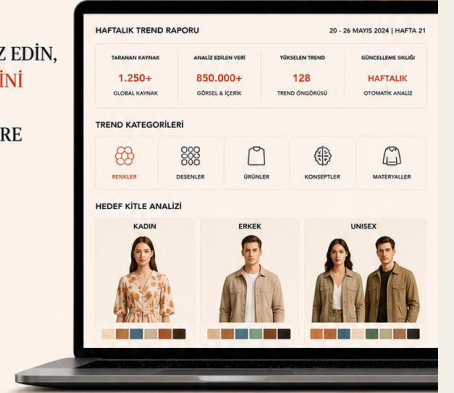 Z EDİN,
İNİ
RE
HAFTALIK TREND RAPORU
20 - 26 MAYIS 2024 | HAFTA 21
TARANAN KAYNAK
1.250+
GLOBAL KAYNAK
ANALİZ EDİLEN VERİ
850.000+
GÖRSEL & İÇERİK
YÜKSELEN TREND
128
TREND ÖNGÖRÜSÜ
GÜNCELLEME SIKLIĞI
HAFTALIK
OTOMATİK ANALİZ
TREND KATEGORİLERİ
RENKLER
DESENLER
ÜRÜNLER
KONSEPTLER
MATERYALLER
HEDEF KİTLE ANALİZİ
KADIN
ERKEK
UNISEX